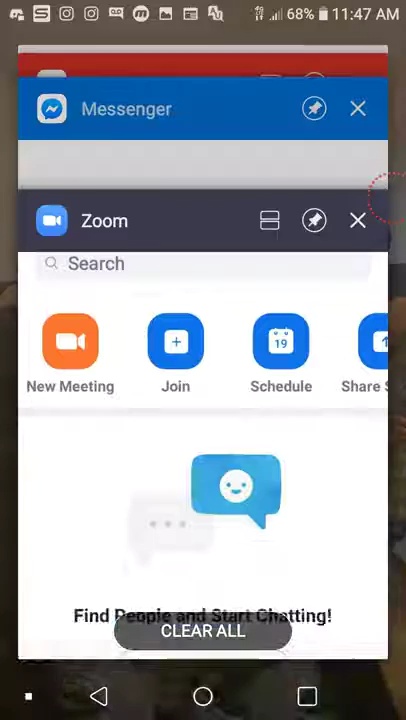 68% 11:47 AM
Messenger
Zoom
Search
19
New Meeting Join Schedule Share S
Find People and Start Chatting!
CLEAR ALL